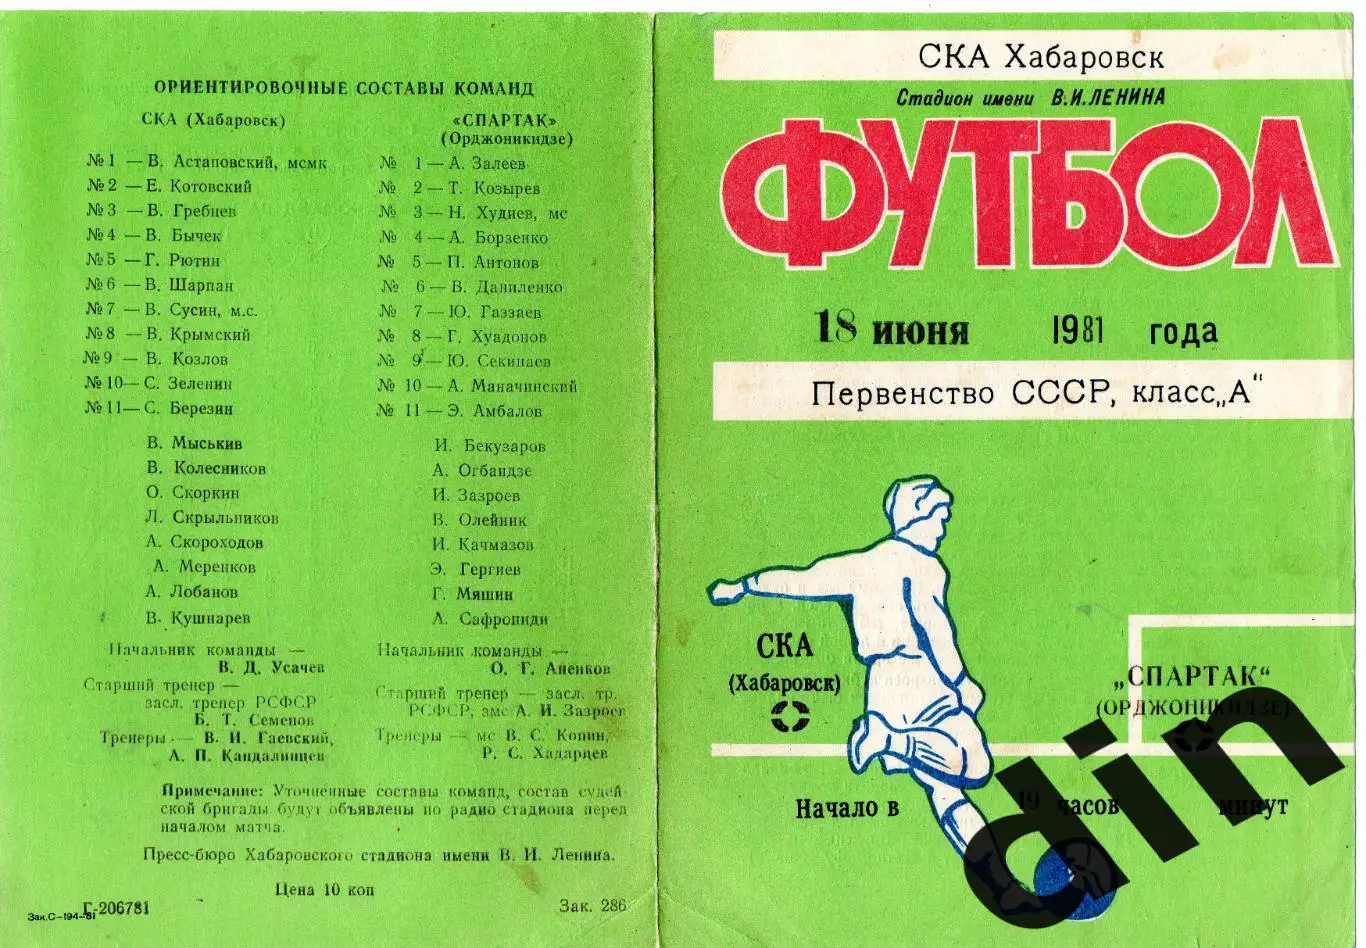 ОРИЕНТИРОВОЧНЫЕ СОСТАВЫ КОМАНД
СКА (Хабаровск)
№1 — В. Астаповский, мсмк
№2 — Е. Котовский
№3 — В. Гребнев
№4 — В. Бычек
№5 — Г. Рютин
№6 — В. Шарпан
№7 — В. Сусин, м.с.
№8 — В. Крымский
№9 — В. Козлов
№10 — С. Зеленин
№11 — С. Березин
В. Мыськив
В. Колесников
О. Скоркин
Л. Скрыльников
А. Скороходов
А. Меренков
А. Лобанов
В. Кушнарев
Начальник команды —
В. Д. Усачев
Старший тренер —
засл. тренер РСФСР
Б. Т. Семенов
Тренеры — В. И. Гаевский,
А. П. Кандалинцев
«СПАРТАК»
(Орджоникидзе)
№ 1 — А. Залеев
№ 2 — Т. Козырев
№ 3 — Н. Худиев, мс
№ 4 — А. Борзенко
№ 5 — П. Антонов
№ 6 — В. Даниленко
№ 7 — Ю. Газзаев
№ 8 — Г. Хуадонов
№ 9 — Ю. Секинаев
№ 10 — А. Маначинский
№ 11 — Э. Амбалов
И. Бекузаров
А. Огбандзе
И. Зазроев
В. Олейник
И. Качмазов
Э. Гергиев
Г. Мяшин
А. Сафропиди
Начальник команды —
О. Г. Аненков
Старший тренер — засл. тр.
РСФСР, змс А. И. Зазроев
Тренеры — мс В. С. Копин,
Р. С. Хадарцев
Примечание: Уточненные составы команд, состав судей-
ской бригады будут объявлены по радио стадиона перед
началом матча.
Пресс-бюро Хабаровского стадиона имени В. И. Ленина.
Цена 10 коп
Г-206781
Зак. 286
Зак.С-194-81
СКА Хабаровск
Стадион имени В.И.ЛЕНИНА
ФУТБОЛ
18 июня 1981 года
Первенство СССР, класс„А“
СКА
(Хабаровск)
„СПАРТАК“
(ОРДЖОНИКИДЗЕ)
Начало в 19 часов минут
din